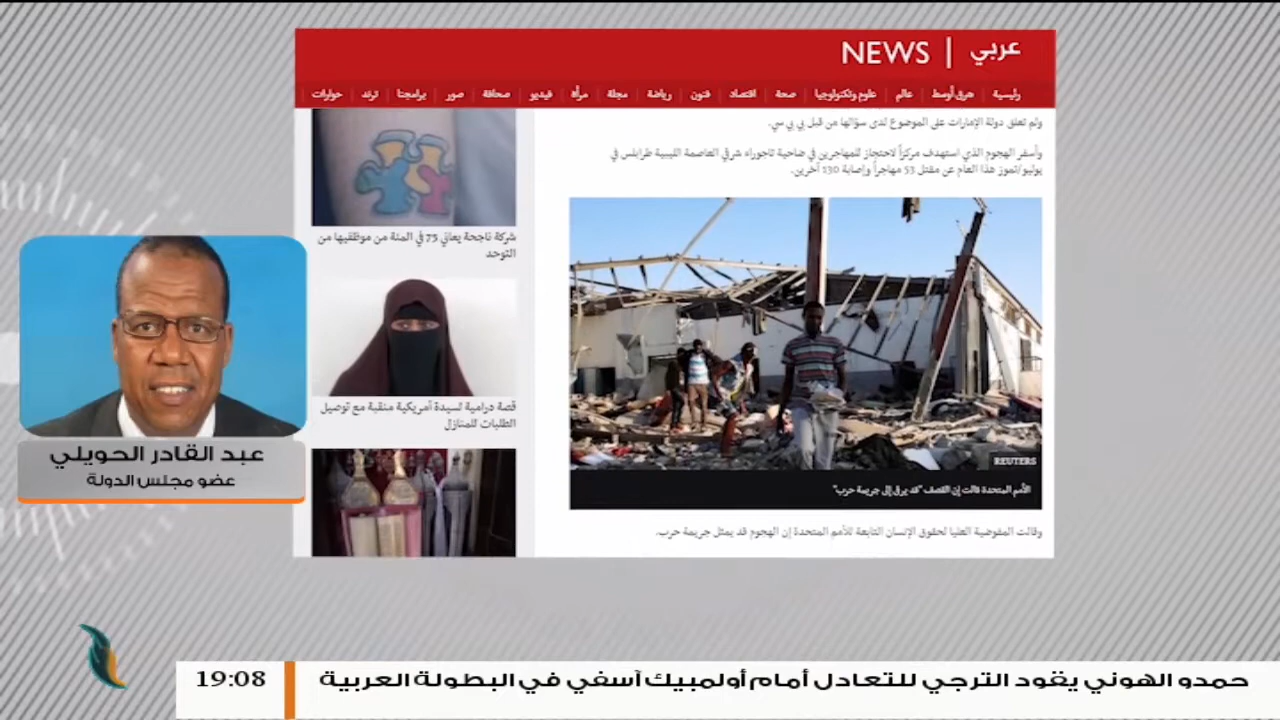 NEWS | عربي
رئيسية | شرق أوسط | عالم | علوم وتكنولوجيا | صحة | اقتصاد | فنون | رياضة | مجلة | مرأة | فيديو | صحافة | صور | برامجنا | ترند | حوارات
ولم تعلق دولة الإمارات على الموضوع لدى سؤالها من قبل بي بي سي.
وأسفر الهجوم الذي استهدف مركزاً لاحتجاز للمهاجرين في ضاحية تاجوراء شرقي العاصمة الليبية طرابلس في
يوليو/تموز هذا العام عن مقتل 53 مهاجراً وإصابة 130 آخرين.
REUTERS
الأمم المتحدة قالت إن القصف "قد يرقى إلى جريمة حرب"
وقالت المفوضية العليا لحقوق الإنسان التابعة للأمم المتحدة إن الهجوم قد يمثل جريمة حرب.
شركة ناجحة يعاني 75 في المئة من موظفيها من
التوحد
قصة درامية لسيدة أمريكية منقبة مع توصيل
الطلبات للمنازل
عبد القادر الحويلي
عضو مجلس الدولة
حمدو الهوني يقود الترجي للتعادل أمام أولمبيك آسفي في البطولة العربية
19:08